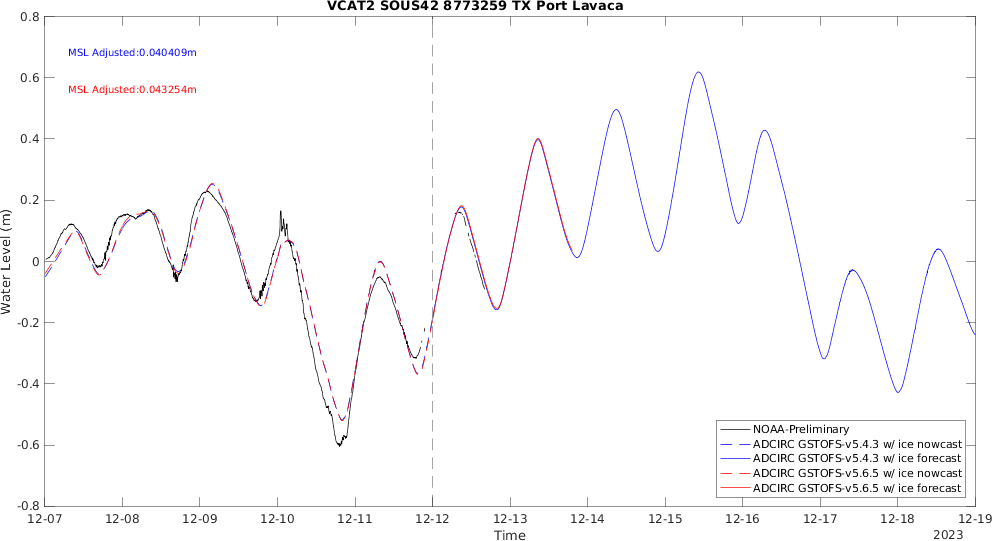 VCAT2 SOUS42 8773259 TX Port Lavaca
MSL Adjusted:0.040409m
MSL Adjusted:0.043254m
Water Level (m)
0.8
0.6
0.4
0.2
0
-0.2
-0.4
-0.6
-0.8
NOAA-Preliminary
ADCIRC GSTOFS-v5.4.3 w/ ice nowcast
ADCIRC GSTOFS-v5.4.3 w/ ice forecast
ADCIRC GSTOFS-v5.6.5 w/ ice nowcast
ADCIRC GSTOFS-v5.6.5 w/ ice forecast
12-07 12-08 12-09 12-10 12-11 12-12 12-13 12-14 12-15 12-16 12-17 12-18 12-19
Time
2023